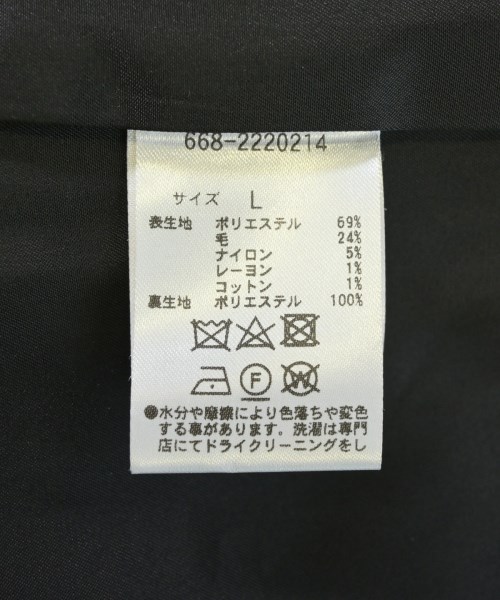 668-2220214
サイズ L
表生地 ポリエステル 69%
毛 24%
ナイロン 5%
レーヨン 1%
コットン 1%
裏生地 ポリエステル 100%
F W
●水分や摩擦により色落ちや変色
する事があります。洗濯は専門
店にてドライクリーニングをし